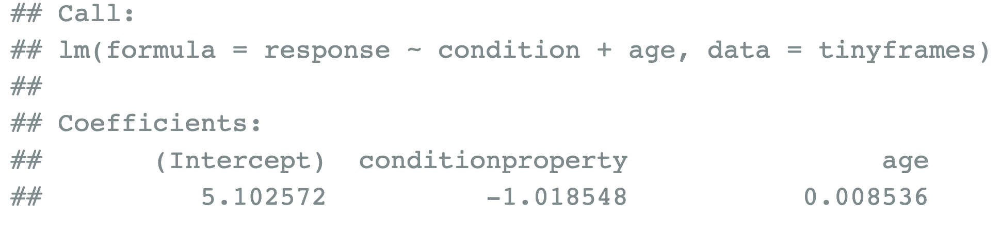 ## Call:
## lm(formula = response ~ condition + age, data = tinyframes)
##
## Coefficients:
##       (Intercept)  conditionproperty                age
##          5.102572          -1.018548           0.008536